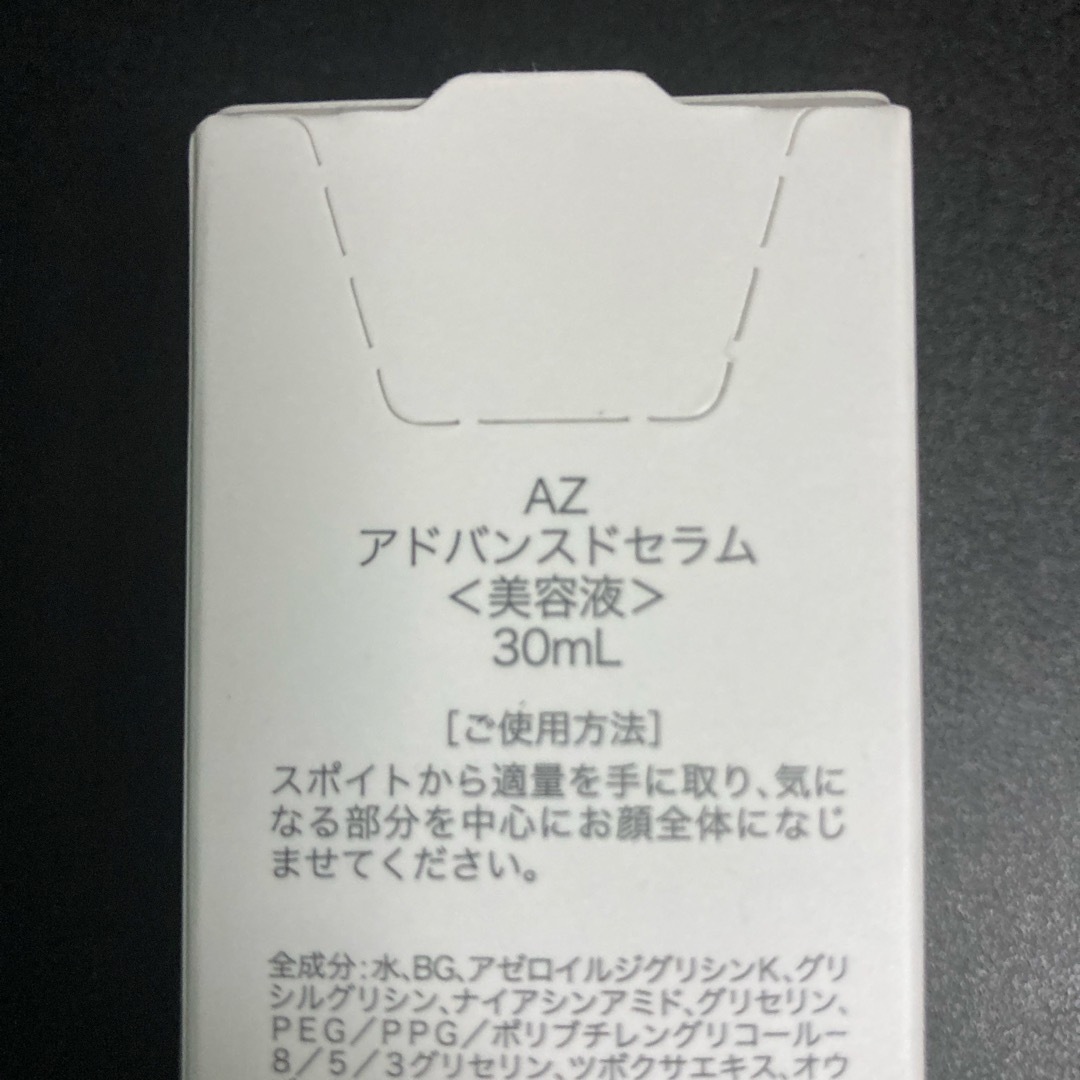 AZ
アドバンスドセラム
＜美容液＞
30mL
［ご使用方法］
スポイトから適量を手に取り、気に
なる部分を中心にお顔全体になじ
ませてください。
全成分：水、BG、アゼロイルジグリシンK、グリ
シルグリシン、ナイアシンアミド、グリセリン、
PEG／PPG／ポリブチレングリコールー
8／5／3グリセリン、ツボクサエキス、オウ